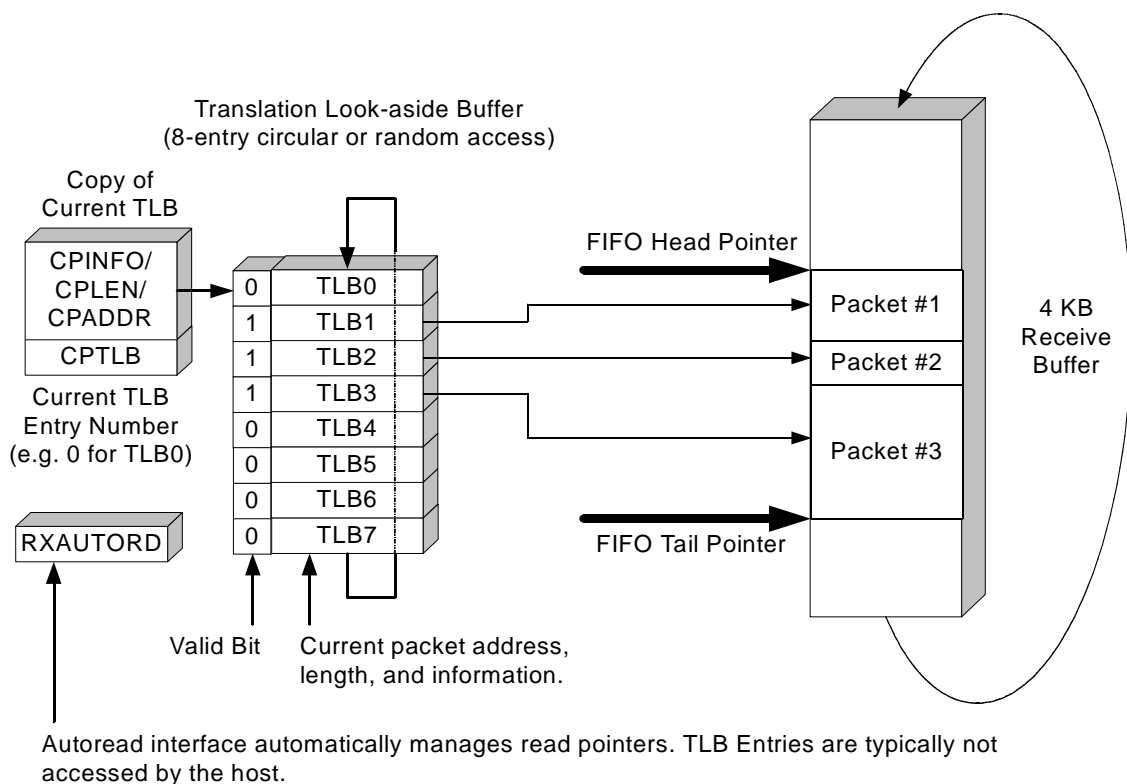 Translation Look-aside Buffer
(8-entry circular or random access)
Copy of
Current TLB
CPINFO/
CPLEN/
CPADDR
CPTLB
Current TLB
Entry Number
(e.g. 0 for TLB0)
RXAUTORD
0 TLB0
1 TLB1
1 TLB2
1 TLB3
0 TLB4
0 TLB5
0 TLB6
0 TLB7
Valid Bit
Current packet address,
length, and information.
FIFO Head Pointer
Packet #1
Packet #2
Packet #3
FIFO Tail Pointer
4 KB
Receive
Buffer
Autoread interface automatically manages read pointers. TLB Entries are typically not
accessed by the host.